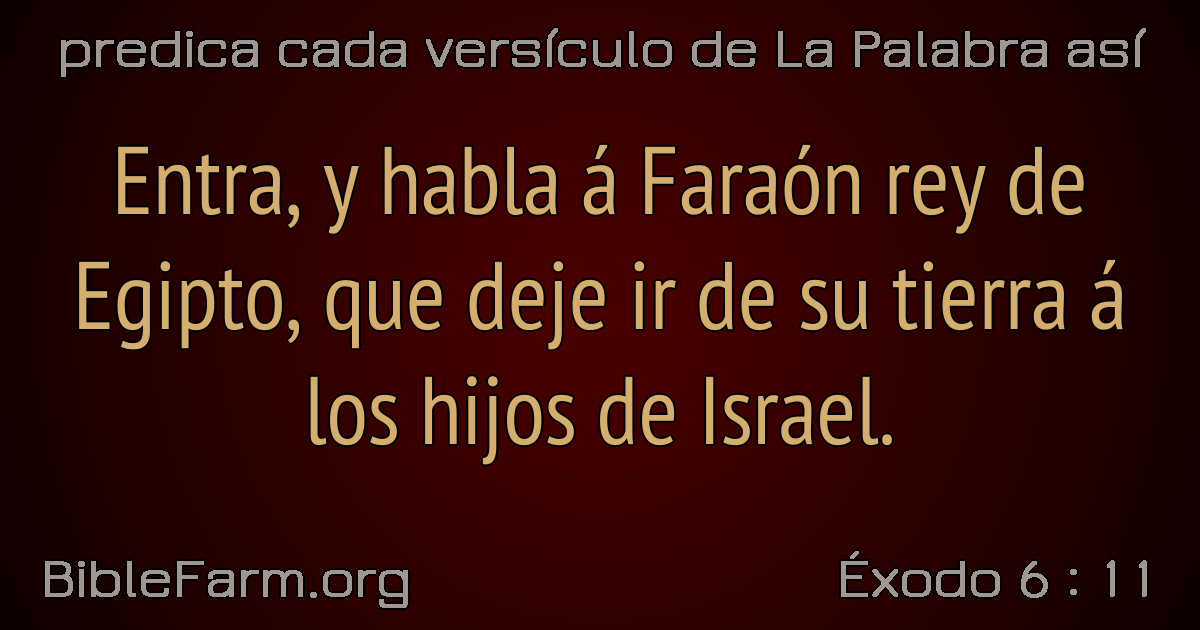 predica cada versículo de La Palabra así
Entra, y habla á Faraón rey de
Egipto, que deje ir de su tierra á
los hijos de Israel.
BibleFarm.org
Éxodo 6 : 11